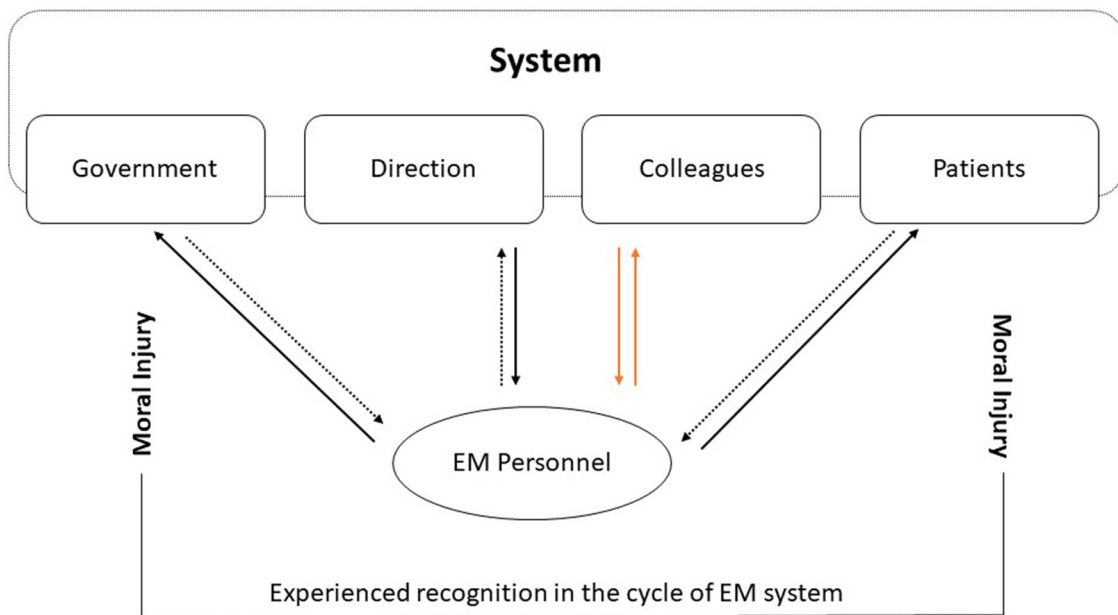 System
Government
Direction
Colleagues
Patients
Moral Injury
Moral Injury
EM Personnel
Experienced recognition in the cycle of EM system